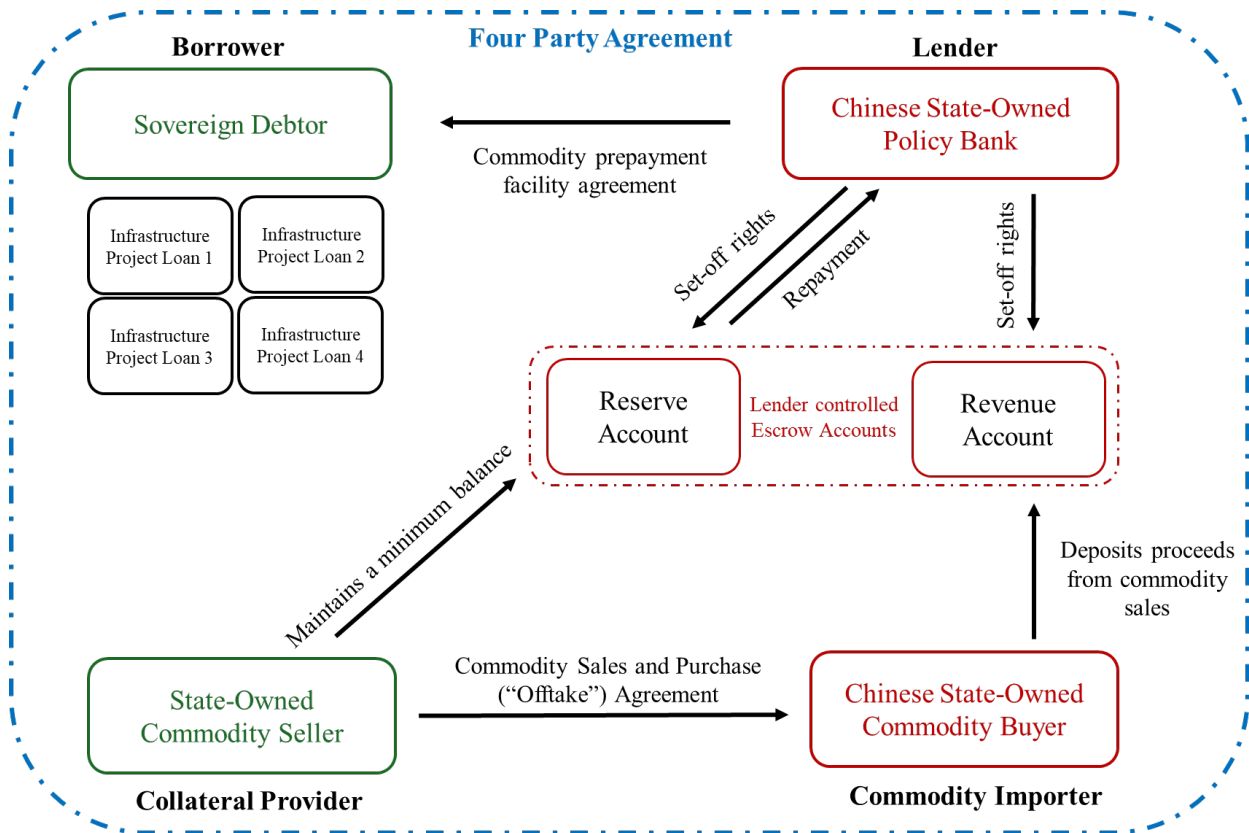 Four Party Agreement
Borrower
Lender
Sovereign Debtor
Chinese State-Owned
Policy Bank
Commodity prepayment
facility agreement
Infrastructure
Project Loan 1
Infrastructure
Project Loan 2
Infrastructure
Project Loan 3
Infrastructure
Project Loan 4
Set-off rights
Repayment
Set-off rights
Reserve
Account
Lender controlled
Escrow Accounts
Revenue
Account
Maintains a minimum balance
Deposits proceeds
from commodity
sales
Commodity Sales and Purchase
(“Offtake”) Agreement
State-Owned
Commodity Seller
Chinese State-Owned
Commodity Buyer
Collateral Provider
Commodity Importer